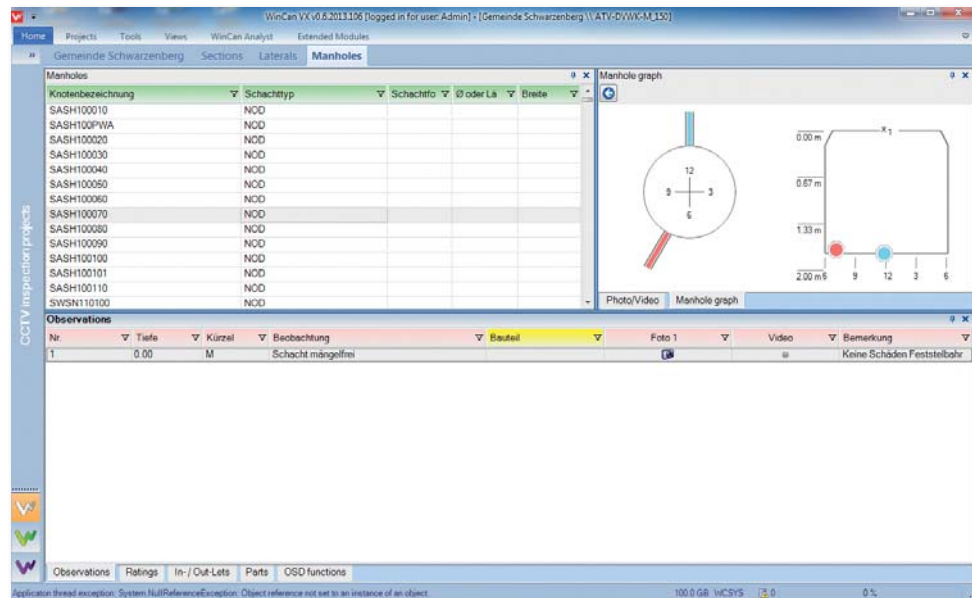 WinCan VX v0.6.2013.106 [logged in for user: Admin] - [Gemeinde Schwarzenberg \\ ATV-DVWK-M_150]
Home Projects Tools Views WinCan Analyst Extended Modules
» Gemeinde Schwarzenberg Sections Laterals Manholes
CCTV inspection projects
Manholes
Knotenbezeichnung Schachttyp Schachtfo Ø oder Lä Breite
SASH100010 NOD
SASH100PWA NOD
SASH100020 NOD
SASH100030 NOD
SASH100040 NOD
SASH100050 NOD
SASH100060 NOD
SASH100070 NOD
SASH100080 NOD
SASH100090 NOD
SASH100100 NOD
SASH100101 NOD
SASH100110 NOD
SWSN110100 NOD
Manhole graph
12
9 3
6
x1
0.00 m
0.67 m
1.33 m
2.00 m 6 9 12 3 6
Photo/Video Manhole graph
Observations
Nr. Tiefe Kürzel Beobachtung Bauteil Foto 1 Video Bemerkung
1 0.00 M Schacht mängelfrei Keine Schäden Feststelbahr
Observations Ratings In- / Out-Lets Parts OSD functions
Applicaton thread exception: System.NullReferenceException: Object reference not set to an instance of an object. 100.0 GB WCSYS 0 0 %